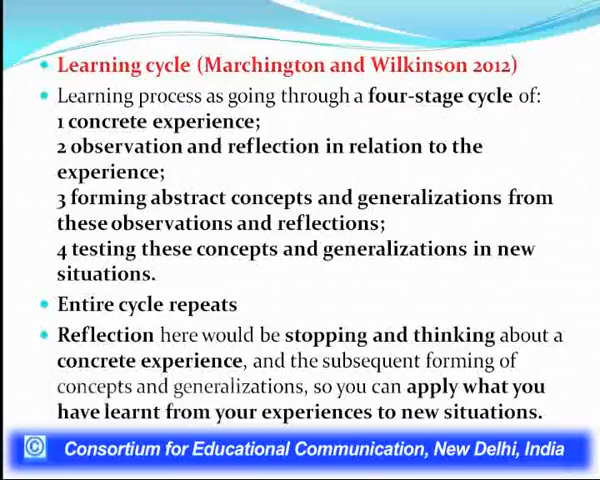 Learning cycle (Marchington and Wilkinson 2012)
Learning process as going through a four-stage cycle of:
1 concrete experience;
2 observation and reflection in relation to the
experience;
3 forming abstract concepts and generalizations from
these observations and reflections;
4 testing these concepts and generalizations in new
situations.
Entire cycle repeats
Reflection here would be stopping and thinking about a
concrete experience, and the subsequent forming of
concepts and generalizations, so you can apply what you
have learnt from your experiences to new situations.
© Consortium for Educational Communication, New Delhi, India